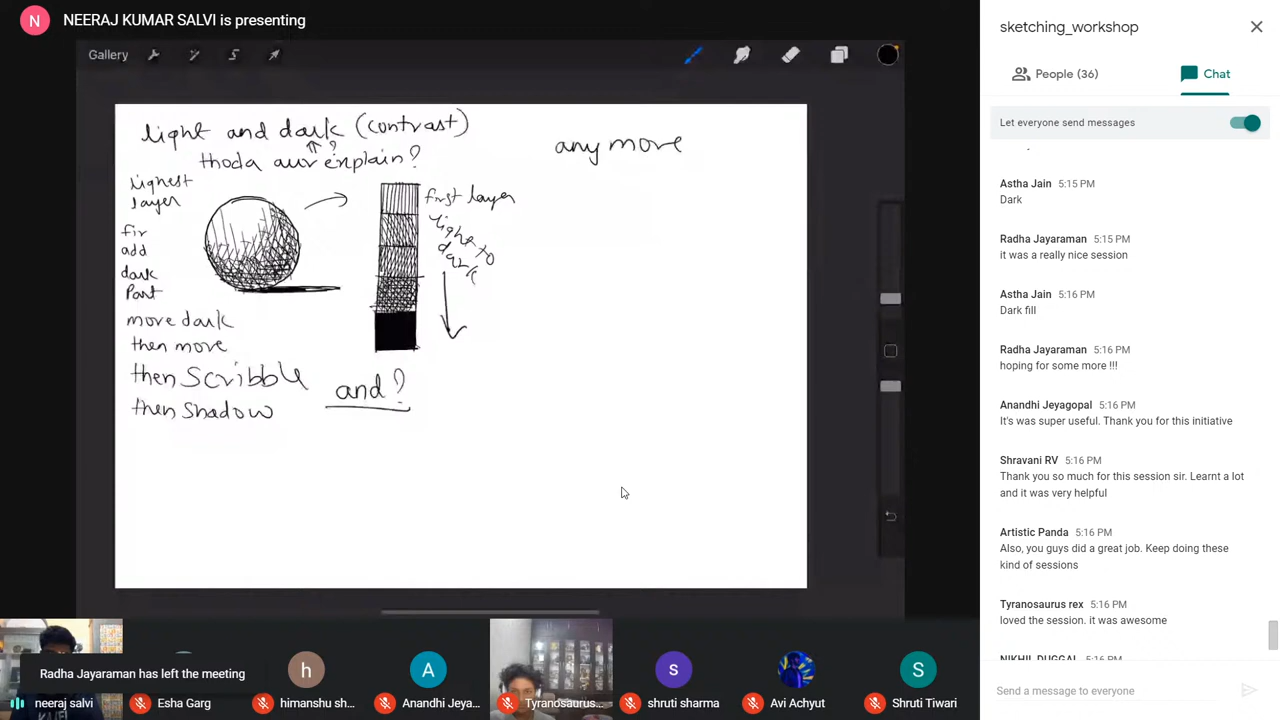 N
NEERAJ KUMAR SALVI is presenting
Gallery
light and dark (contrast)
?
thoda aur explain?
any more
lighest
layer
first layer
light to
dark
fir
add
dark
Part
move dark
then move
then Scribble
then Shadow
and?
Radha Jayaraman has left the meeting
neeraj salvi
Esha Garg
h
himanshu sh...
A
Anandhi Jeya...
Tyranosaurus...
s
shruti sharma
Avi Achyut
S
Shruti Tiwari
sketching_workshop
People (36)
Chat
Let everyone send messages
Astha Jain 5:15 PM
Dark
Radha Jayaraman 5:15 PM
it was a really nice session
Astha Jain 5:16 PM
Dark fill
Radha Jayaraman 5:16 PM
hoping for some more !!!
Anandhi Jeyagopal 5:16 PM
It's was super useful. Thank you for this initiative
Shravani RV 5:16 PM
Thank you so much for this session sir. Learnt a lot
and it was very helpful
Artistic Panda 5:16 PM
Also, you guys did a great job. Keep doing these
kind of sessions
Tyranosaurus rex 5:16 PM
loved the session. it was awesome
NIKHIL DUGGAL 5:16 PM
Send a message to everyone